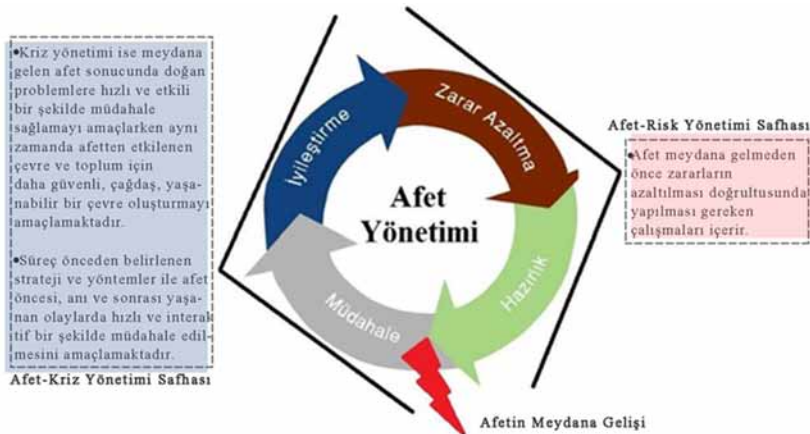 •Kriz yönetimi ise meydana
gelen afet sonucunda doğan
problemlere hızlı ve etkili
bir şekilde müdahale
sağlamayı amaçlarken aynı
zamanda afetten etkilenen
çevre ve toplum için
daha güvenli, çağdaş, yaşa-
nabilir bir çevre oluşturmayı
amaçlamaktadır.
•Süreç önceden belirlenen
strateji ve yöntemler ile afet
öncesi, anı ve sonrası yaşa-
nan olaylarda hızlı ve interak
tif bir şekilde müdahale edil-
mesini amaçlamaktadır.
Afet-Kriz Yönetimi Safhası
İyileştirme
Zarar Azaltma
Afet
Yönetimi
Hazırlık
Müdahale
Afetin Meydana Gelişi
Afet-Risk Yönetimi Safhası
•Afet meydana gelmeden
önce zararların
azaltılması doğrultusunda
yapılması gereken
çalışmaları içerir.